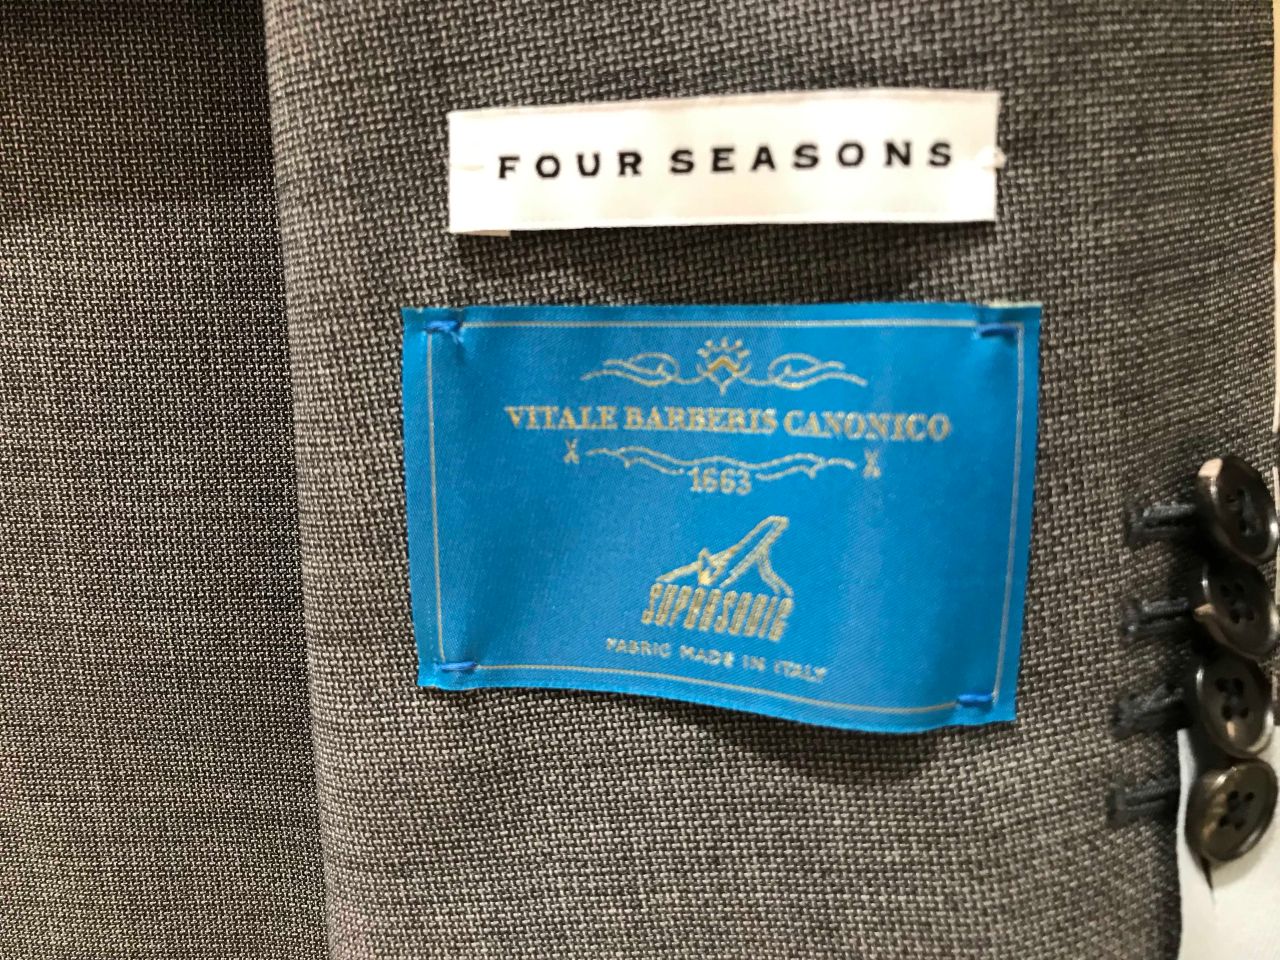 FOUR SEASONS
VITALE BARBERIS CANONICO
1663
SUPERSONIC
FABRIC MADE IN ITALY